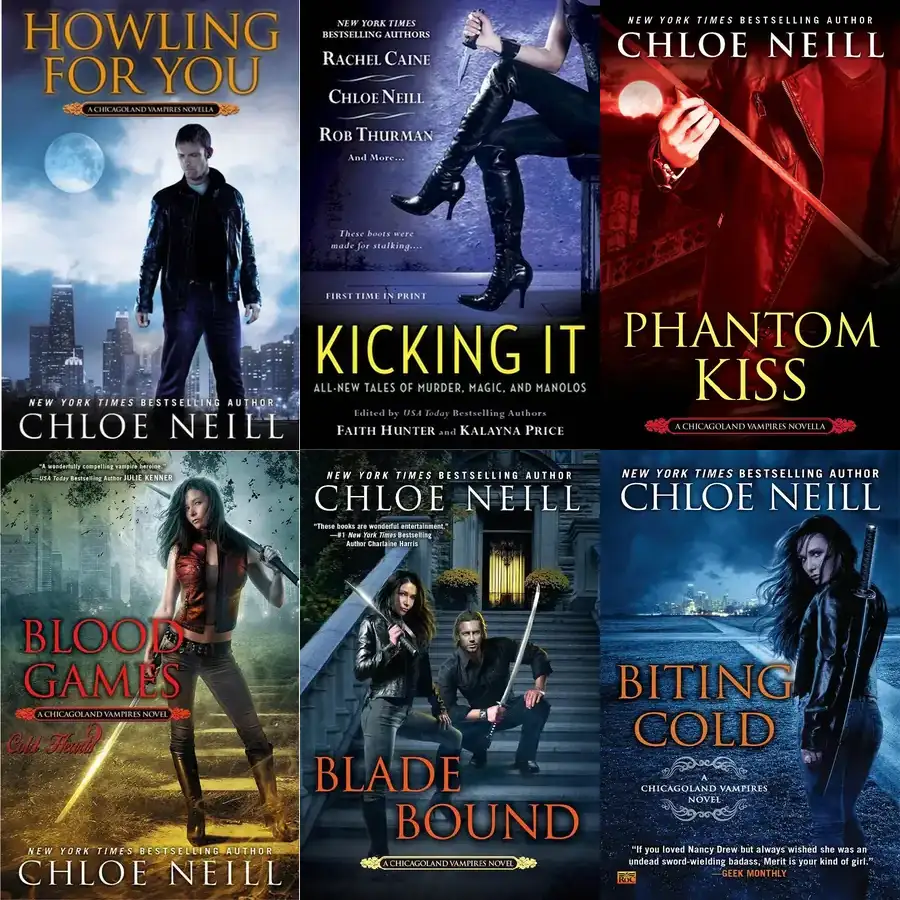 HOWLING
FOR YOU
A CHICAGOLAND VAMPIRES NOVELLA
NEW YORK TIMES BESTSELLING AUTHOR
CHLOE NEILL
NEW YORK TIMES
BESTSELLING AUTHORS
RACHEL CAINE
CHLOE NEILL
ROB THURMAN
And More...
These boots were
made for stalking....
FIRST TIME IN PRINT
KICKING IT
ALL-NEW TALES OF MURDER, MAGIC, AND MANOLOS
Edited by USA Today Bestselling Authors
FAITH HUNTER and KALAYNA PRICE
NEW YORK TIMES BESTSELLING AUTHOR
CHLOE NEILL
PHANTOM
KISS
A CHICAGOLAND VAMPIRES NOVELLA
"A wonderfully compelling vampire heroine."
—USA Today Bestselling Author JULIE KENNER
BLOOD
GAMES
A CHICAGOLAND VAMPIRES NOVEL
NEW YORK TIMES BESTSELLING AUTHOR
CHLOE NEILL
NEW YORK TIMES BESTSELLING AUTHOR
CHLOE NEILL
"These books are wonderful entertainment."
—#1 New York Times Bestselling
Author Charlaine Harris
BLADE
BOUND
A CHICAGOLAND VAMPIRES NOVEL
NEW YORK TIMES BESTSELLING AUTHOR
CHLOE NEILL
BITING
COLD
A
CHICAGOLAND VAMPIRES
NOVEL
"If you loved Nancy Drew but always wished she was an
undead sword-wielding badass, Merit is your kind of girl."
—GEEK MONTHLY
ROC